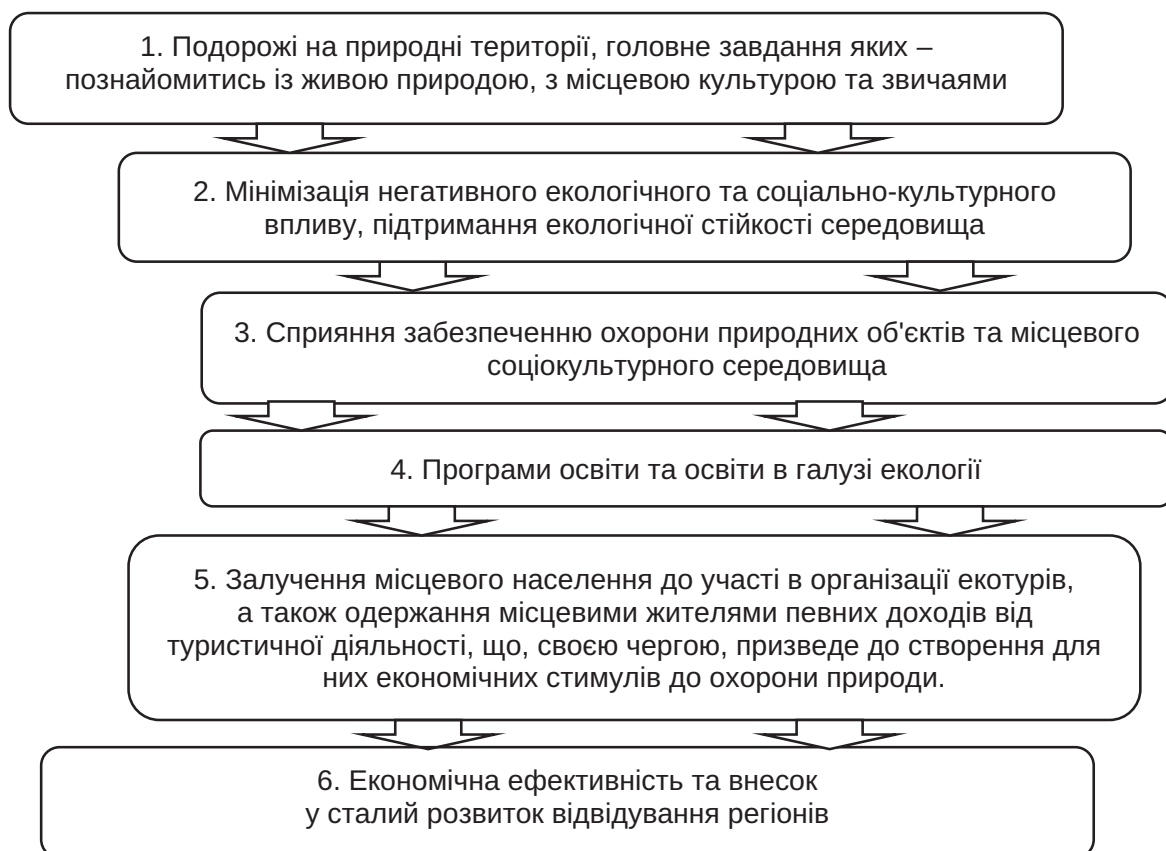 1. Подорожі на природні території, головне завдання яких –
познайомитись із живою природою, з місцевою культурою та звичаями
2. Мінімізація негативного екологічного та соціально-культурного
впливу, підтримання екологічної стійкості середовища
3. Сприяння забезпеченню охорони природних об'єктів та місцевого
соціокультурного середовища
4. Програми освіти та освіти в галузі екології
5. Залучення місцевого населення до участі в організації екотурів,
а також одержання місцевими жителями певних доходів від
туристичної діяльності, що, своєю чергою, призведе до створення для
них економічних стимулів до охорони природи.
6. Економічна ефективність та внесок
у сталий розвиток відвідування регіонів